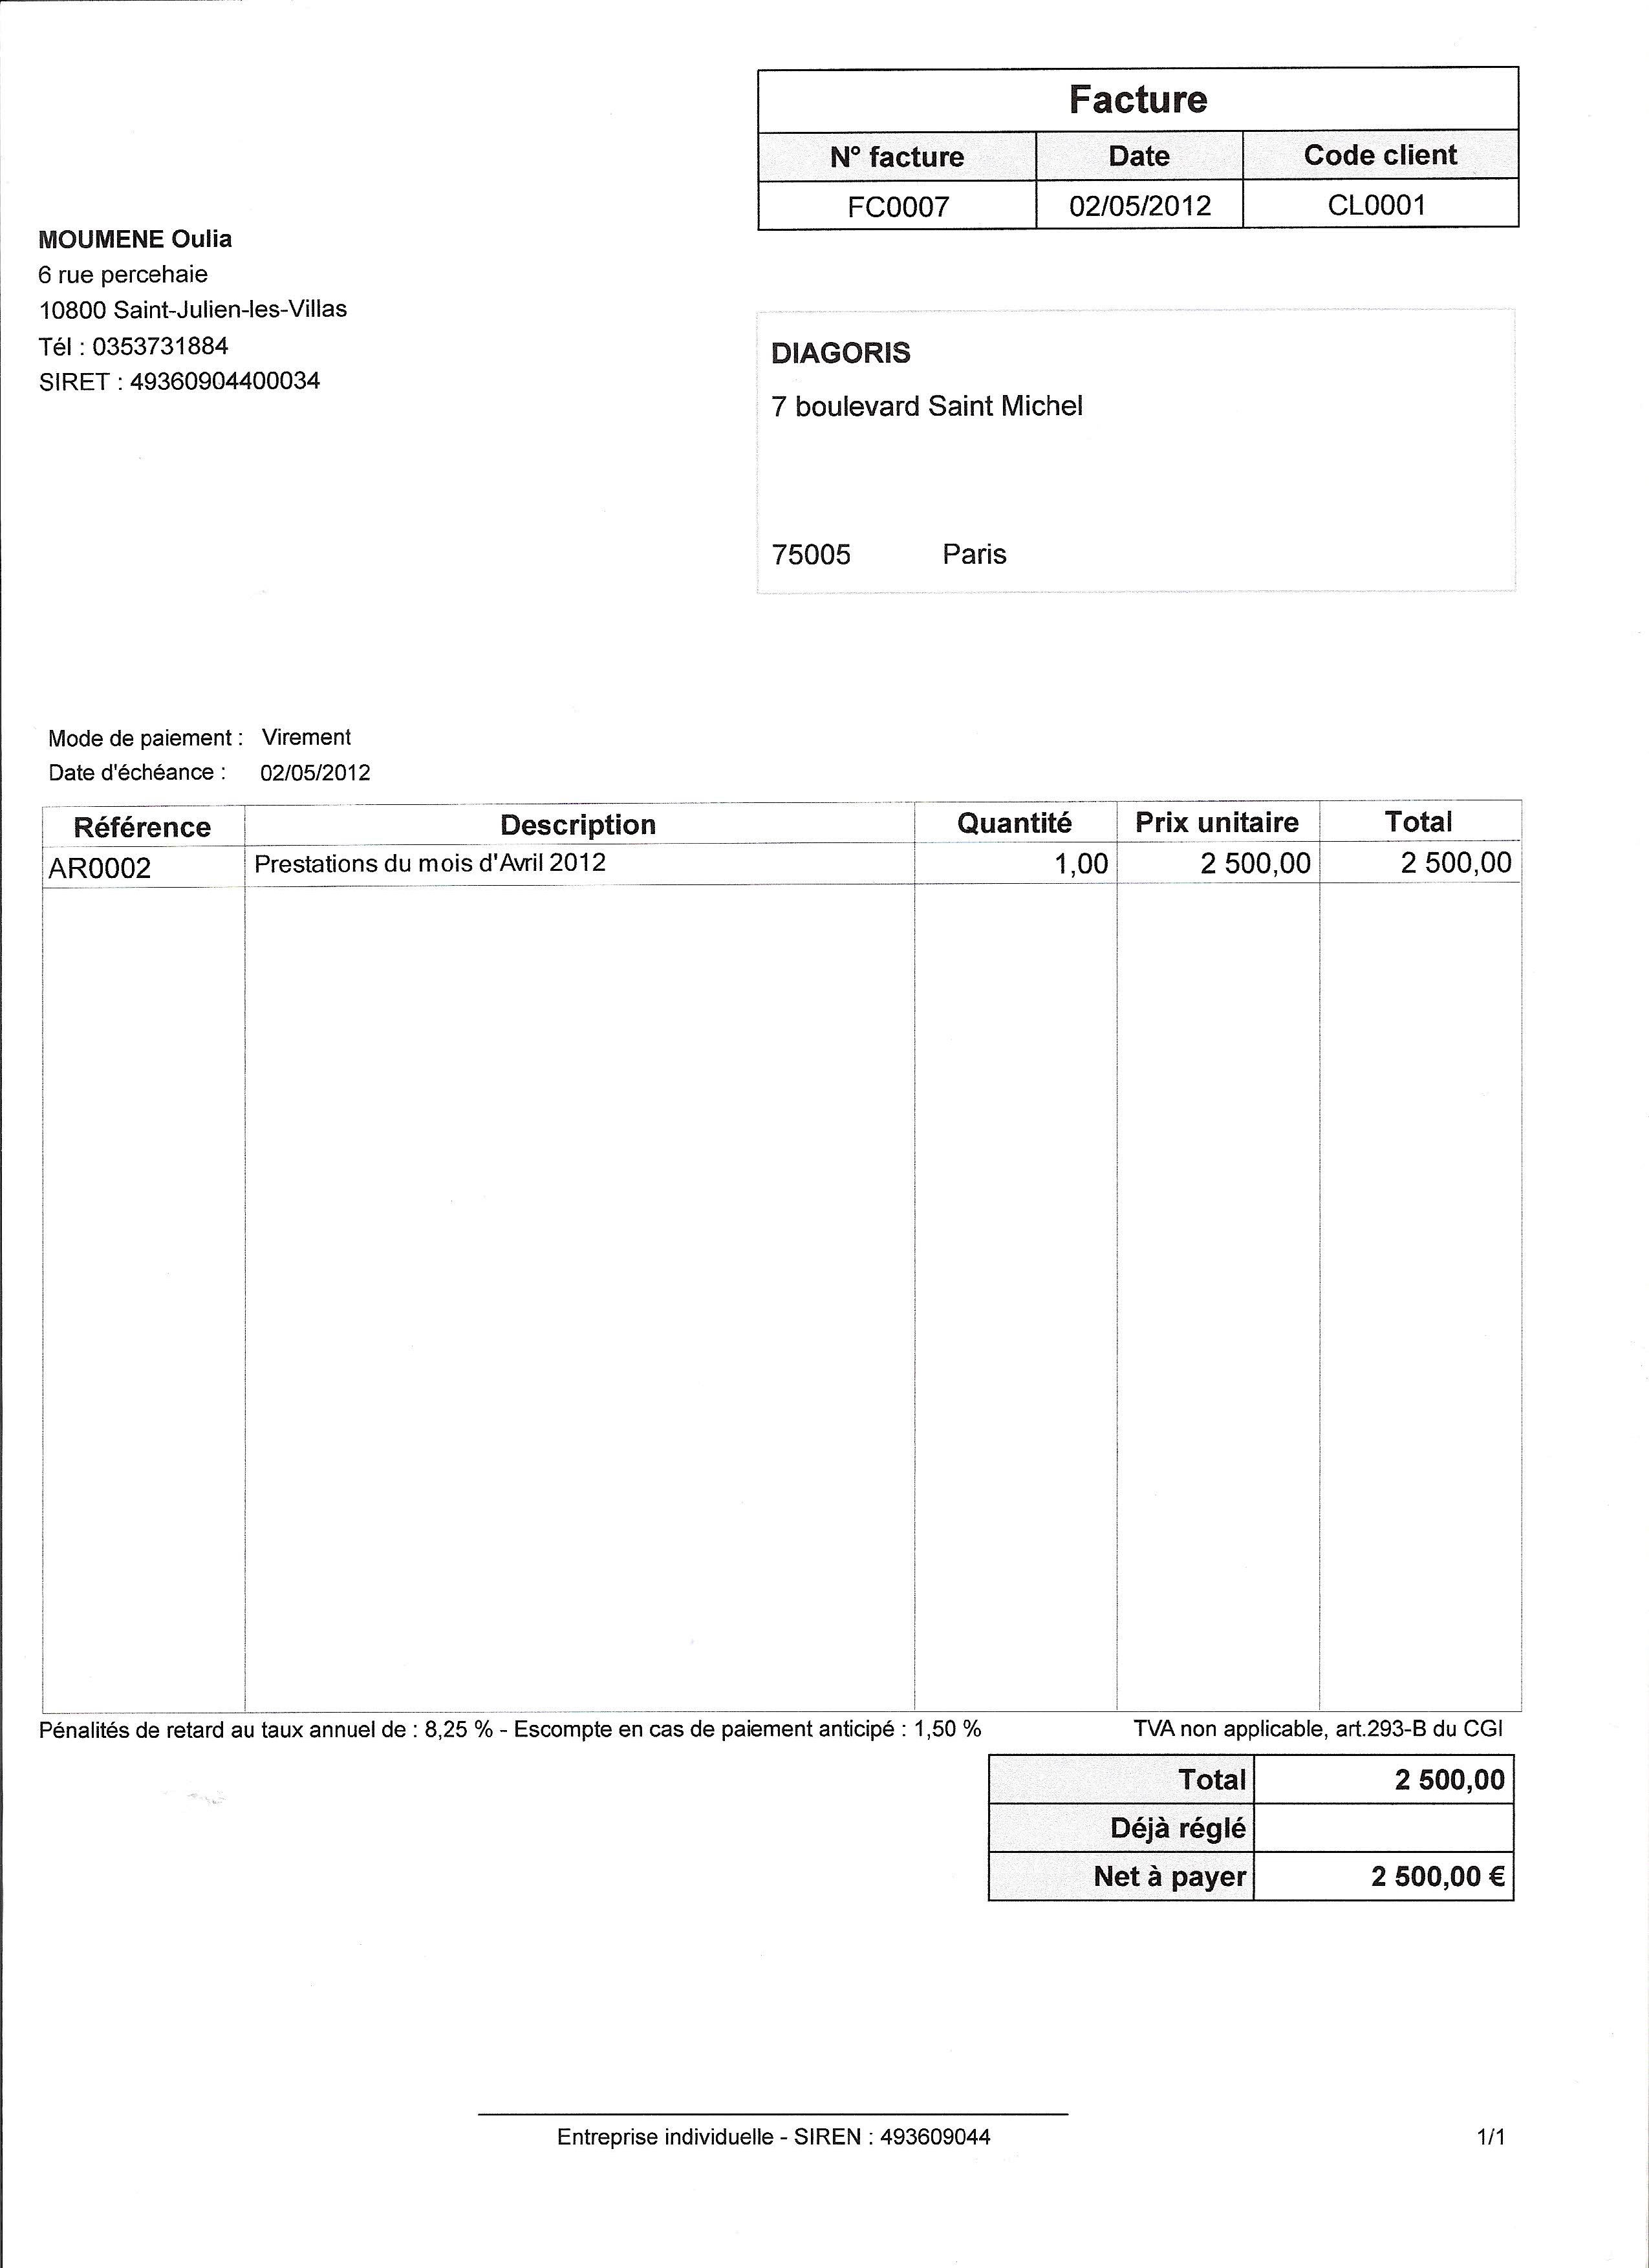 Facture
N° facture Date Code client
FC0007 02/05/2012 CL0001
MOUMENE Oulia
6 rue percehaie
10800 Saint-Julien-les-Villas
Tél : 0353731884
SIRET : 49360904400034
DIAGORIS
7 boulevard Saint Michel
75005 Paris
Mode de paiement : Virement
Date d'échéance : 02/05/2012
Référence Description Quantité Prix unitaire Total
AR0002 Prestations du mois d'Avril 2012 1,00 2 500,00 2 500,00
Pénalités de retard au taux annuel de : 8,25 % - Escompte en cas de paiement anticipé : 1,50 % TVA non applicable, art.293-B du CGI
Total 2 500,00
Déjà réglé
Net à payer 2 500,00 €
Entreprise individuelle - SIREN : 493609044 1/1